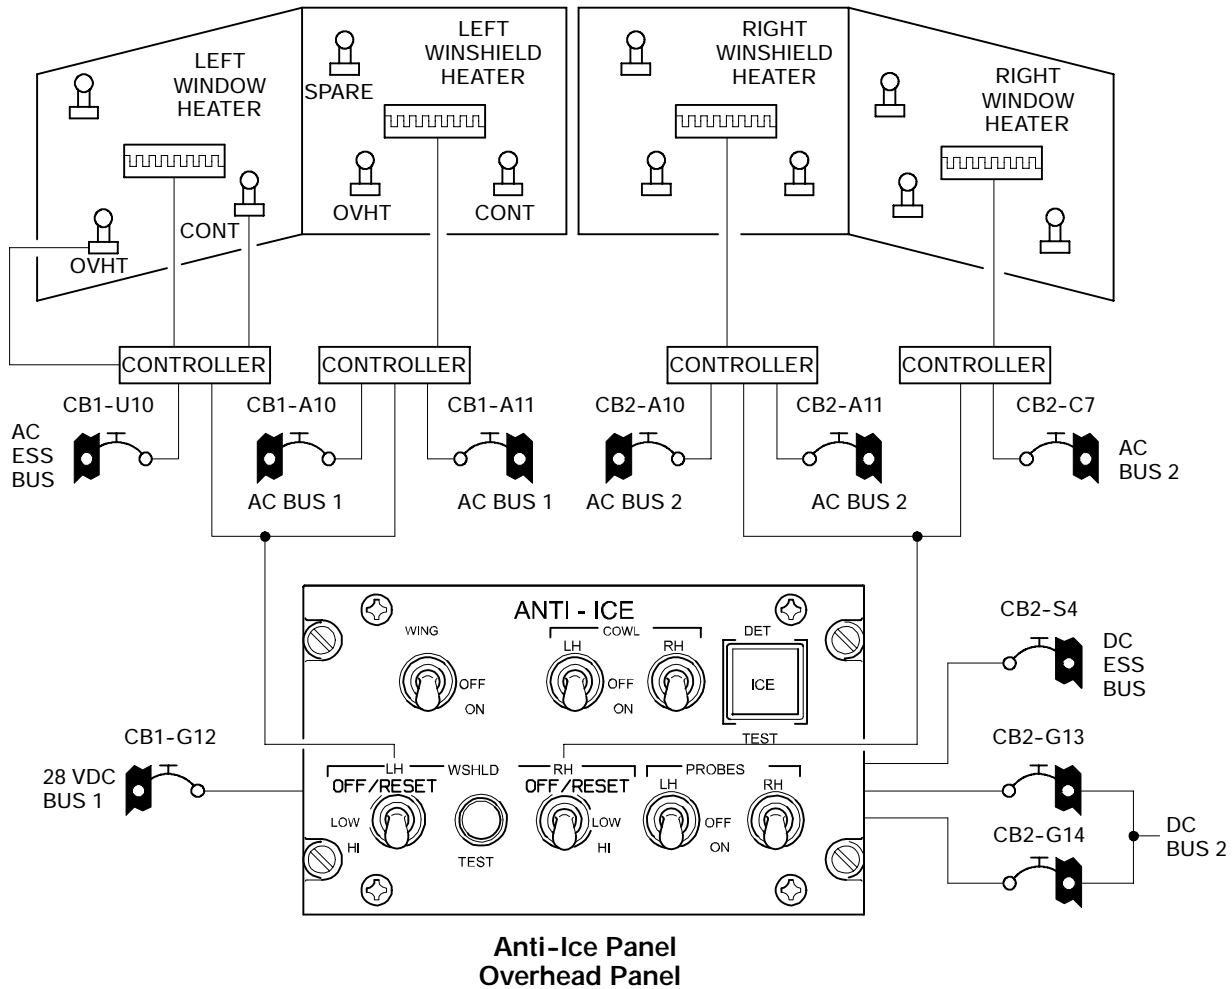 LEFT
WINDOW
HEATER
LEFT
WINSHIELD
HEATER
RIGHT
WINSHIELD
HEATER
RIGHT
WINDOW
HEATER
SPARE
OVHT
CONT
CONT
OVHT
CONTROLLER
CONTROLLER
CONTROLLER
CONTROLLER
CB1-U10
AC
ESS
BUS
CB1-A10
AC BUS 1
CB1-A11
AC BUS 1
CB2-A10
AC BUS 2
CB2-A11
AC BUS 2
CB2-C7
AC
BUS 2
ANTI - ICE
WING
OFF
ON
COWL
LH
RH
OFF
ON
DET
ICE
TEST
CB2-S4
DC
ESS
BUS
CB1-G12
28 VDC
BUS 1
LH WSHLD RH
OFF/RESET
OFF/RESET
LOW
HI
TEST
LOW
HI
PROBES
LH
RH
OFF
ON
CB2-G13
CB2-G14
DC
BUS 2
Anti-Ice Panel
Overhead Panel